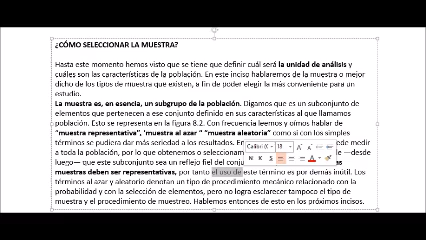 ¿CÓMO SELECCIONAR LA MUESTRA?
Hasta este momento hemos visto que se tiene que definir cuál será la unidad de análisis y
cuáles son las características de la población. En este inciso hablaremos de la muestra o mejor
dicho de los tipos de muestra que existen, a fin de poder elegir la más conveniente para un
estudio.
La muestra es, en esencia, un subgrupo de la población. Digamos que es un subconjunto de
elementos que pertenecen a ese conjunto definido en sus características al que llamamos
población. Esto se representa en la figura 8.2. Con frecuencia leemos y oímos hablar de
"muestra representativa", 'muestra al azar " "muestra aleatoria" como si con los simples
términos se pudiera dar más seriedad a los resultados. En
a toda la población, por lo que obtenemos o seleccionam
luego— que este subconjunto sea un reflejo fiel del conju
muestras deben ser representativas, por tanto el uso de este término es por demás inútil. Los
términos al azar y aleatorio denotan un tipo de procedimiento mecánico relacionado con la
probabilidad y con la selección de elementos, pero no logra esclarecer tampoco el tipo de
muestra y el procedimiento de muestreo. Hablemos entonces de esto en los próximos incisos.
Calibri (C 18
N K S